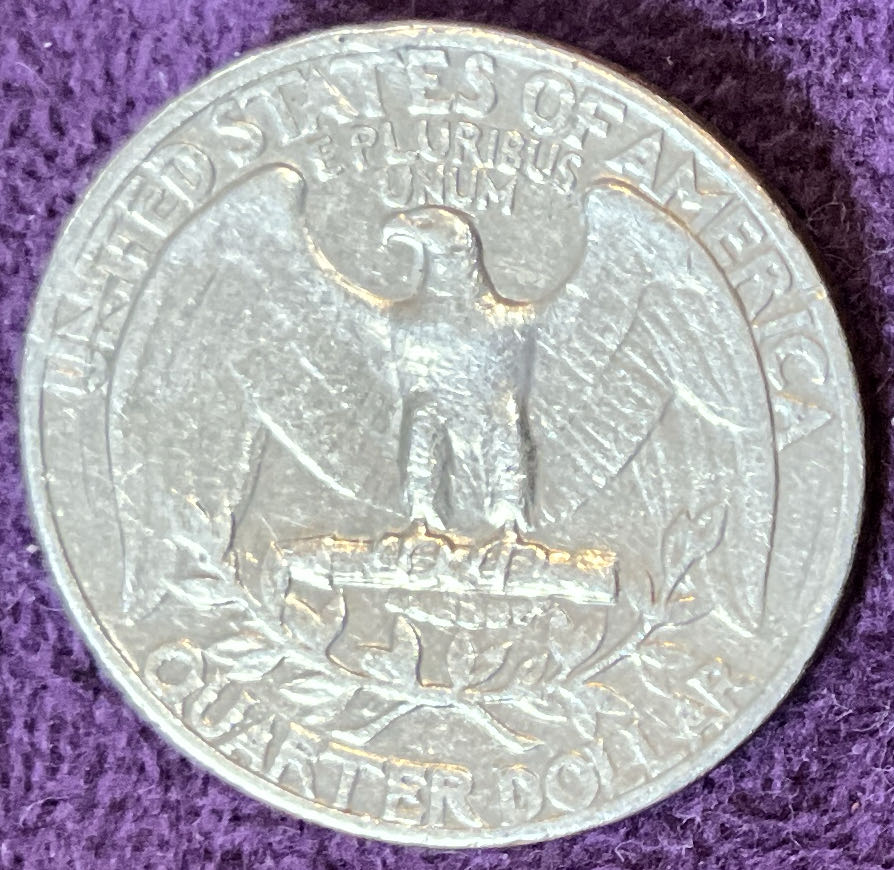 UNITED STATES OF AMERICA
E PLURIBUS
UNUM
QUARTER DOLLAR